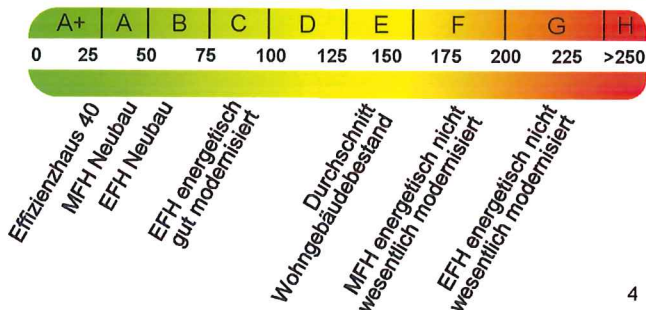 A+ A B C D E F G H
0 25 50 75 100 125 150 175 200 225 >250
Effizienzhaus 40
MFH Neubau
EFH Neubau
EFH energetisch
gut modernisiert
Durchschnitt
Wohngebäudebestand
MFH energetisch nicht
wesentlich modernisiert
EFH energetisch nicht
wesentlich modernisiert
4